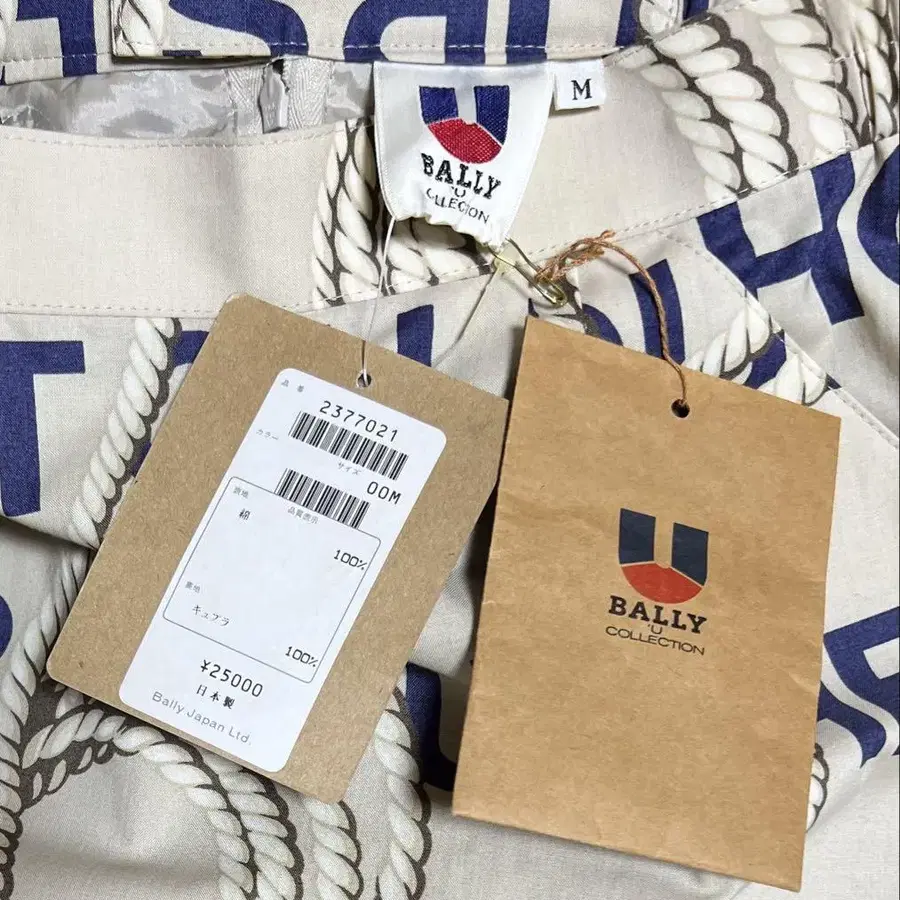 M
BALLY
'U
COLLECTION
品番
2377021
カラー
サイズ
00M
品質表示
表地
綿
100%
裏地
キュプラ
100%
¥25000
日本製
Bally Japan Ltd.
BALLY
'U
COLLECTION